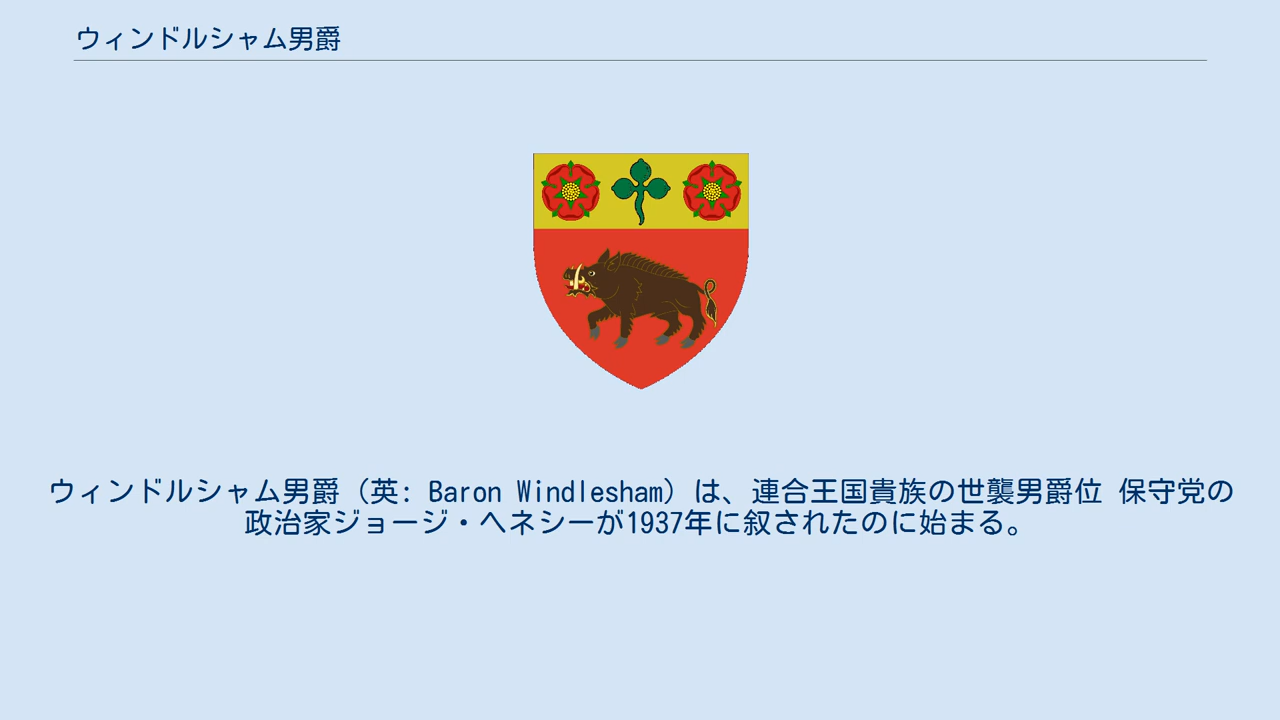 ウィンドルシャム男爵
ウィンドルシャム男爵（英: Baron Windlesham）は、連合王国貴族の世襲男爵位 保守党の
政治家ジョージ・ヘネシーが1937年に叙されたのに始まる。